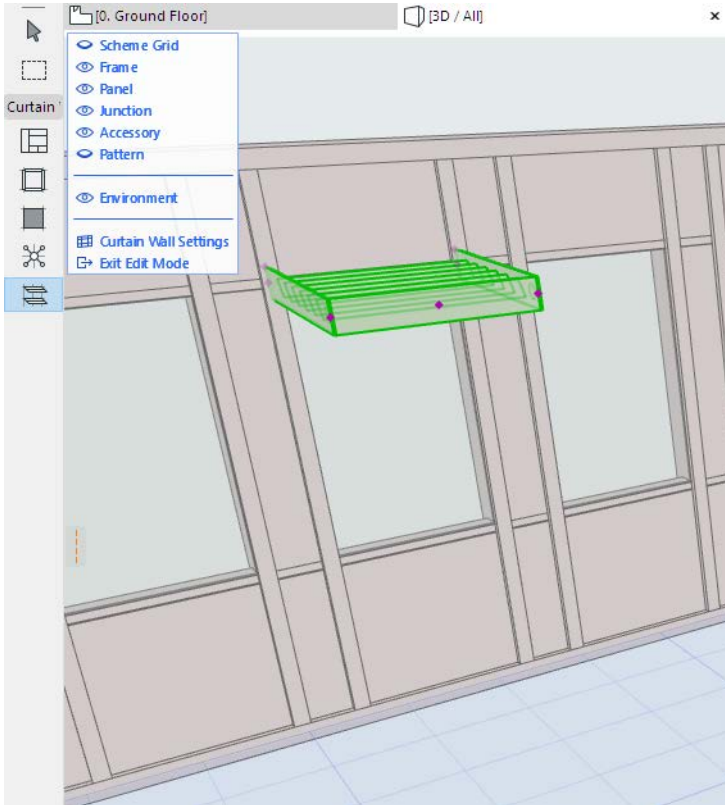 [0. Ground Floor]
[3D / All]
Scheme Grid
Frame
Panel
Junction
Accessory
Pattern
Environment
Curtain Wall Settings
Exit Edit Mode
Curtain